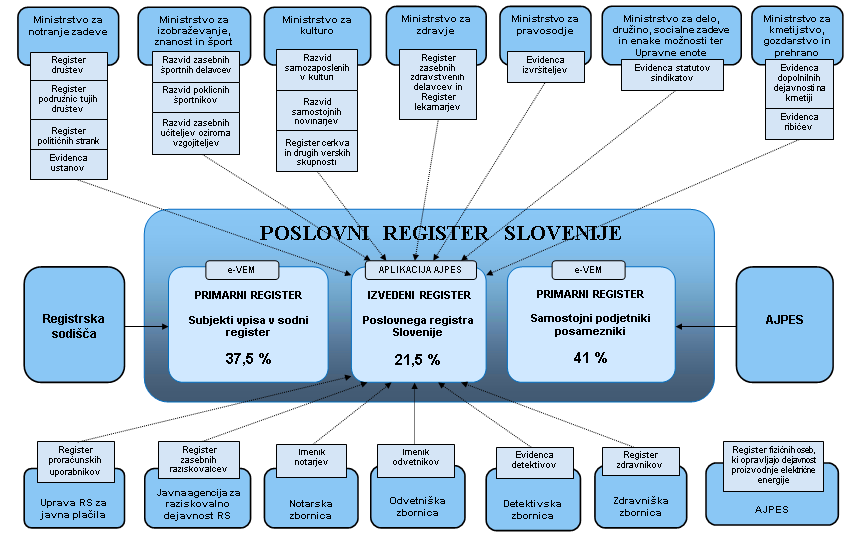 Ministrstvo za
notranje zadeve
Register
društev
Register
podružnic tujih
društev
Register
političnih strank
Evidenca
ustanov
Ministrstvo za
izobraževanje,
znanost in šport
Razvid zasebnih
športnih delavcev
Razvid poklicnih
športnikov
Razvid zasebnih
učiteljev oziroma
vzgojiteljev
Ministrstvo za
kulturo
Razvid
samozaposlenih
v kulturi
Razvid
samostojnih
novinarjev
Register cerkva
in drugih verskih
skupnosti
Ministrstvo za
zdravje
Register
zasebnih
zdravstvenih
delavcev in
Register
lekarnarjev
Ministrstvo za
pravosodje
Evidenca
izvršiteljev
Ministrstvo za delo,
družino, socialne zadeve
in enake možnosti ter
Upravne enote
Evidenca statutov
sindikatov
Ministrstvo za
kmetijstvo,
gozdarstvo in
prehrano
Evidenca
dopolnilnih
dejavnosti na
kmetiji
Evidenca
ribičev
POSLOVNI REGISTER SLOVENIJE
Registrska
sodišča
e-VEM
PRIMARNI REGISTER
Subjekti vpisa v sodni
register
37,5 %
APLIKACIJA AJPES
IZVEDENI REGISTER
Poslovnega registra
Slovenije
21,5 %
e-VEM
PRIMARNI REGISTER
Samostojni podjetniki
posamezniki
41 %
AJPES
Register
proračunskih
uporabnikov
Uprava RS za
javna plačila
Register
zasebnih
raziskovalcev
Javna agencija za
raziskovalno
dejavnost RS
Imenik
notarjev
Notarska
zbornica
Imenik
odvetnikov
Odvetniška
zbornica
Evidenca
detektivov
Detektivska
zbornica
Register
zdravnikov
Zdravniška
zbornica
Register fizičnih oseb,
ki opravljajo dejavnost
proizvodnje električne
energije
AJPES